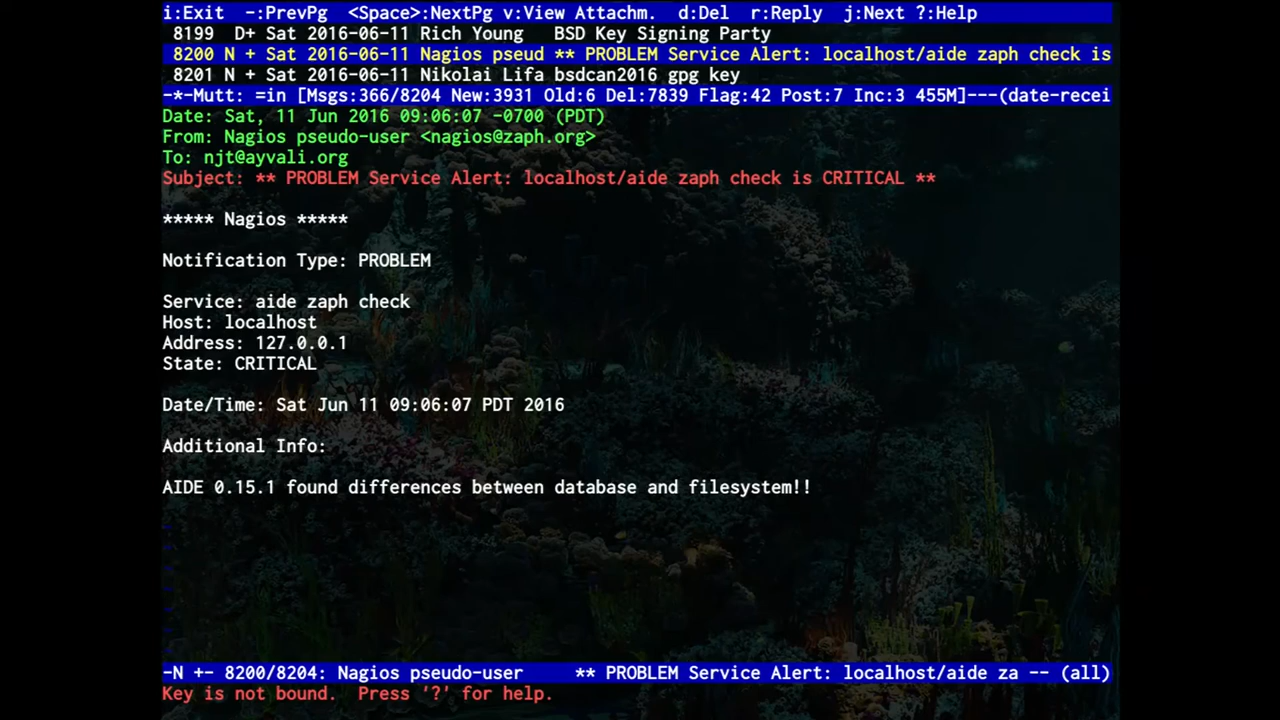 i:Exit  -:PrevPg  <Space>:NextPg v:View Attachm.  d:Del  r:Reply  j:Next ?:Help
8199  D+ Sat 2016-06-11 Rich Young   BSD Key Signing Party
8200 N + Sat 2016-06-11 Nagios pseud ** PROBLEM Service Alert: localhost/aide zaph check is
8201 N + Sat 2016-06-11 Nikolai Lifa bsdcan2016 gpg key
-*-Mutt: =in [Msgs:366/8204 New:3931 Old:6 Del:7839 Flag:42 Post:7 Inc:3 455M]---(date-recei
Date: Sat, 11 Jun 2016 09:06:07 -0700 (PDT)
From: Nagios pseudo-user <nagios@zaph.org>
To: njt@ayvali.org
Subject: ** PROBLEM Service Alert: localhost/aide zaph check is CRITICAL **
***** Nagios *****
Notification Type: PROBLEM
Service: aide zaph check
Host: localhost
Address: 127.0.0.1
State: CRITICAL
Date/Time: Sat Jun 11 09:06:07 PDT 2016
Additional Info:
AIDE 0.15.1 found differences between database and filesystem!!
~
~
~
~
~
~
-N +- 8200/8204: Nagios pseudo-user     ** PROBLEM Service Alert: localhost/aide za -- (all)
Key is not bound.  Press '?' for help.